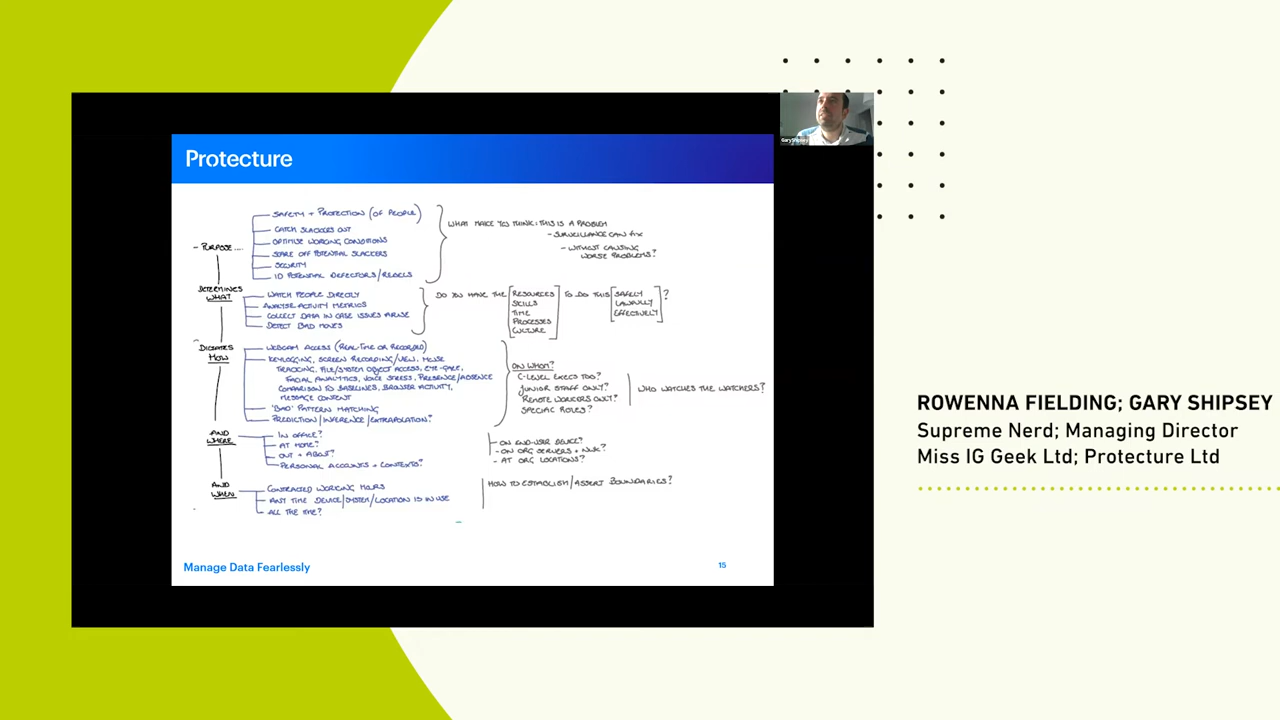 Protecture
- PURPOSE....
SAFETY + PROTECTION (OF PEOPLE)
CATCH SLACKERS OUT
OPTIMISE WORKING CONDITIONS
SCARE OFF POTENTIAL SLACKERS
SECURITY
ID POTENTIAL DEFECTORS/REBELS
WHAT MAKE YOU THINK: THIS IS A PROBLEM
- SURVEILLANCE CAN FIX
- WITHOUT CAUSING
WORSE PROBLEMS?
DETERMINES
WHAT
WATCH PEOPLE DIRECTLY
ANALYSE ACTIVITY METRICS
COLLECT DATA IN CASE ISSUES ARISE
DETECT BAD MOVES
DO YOU HAVE THE
RESOURCES
SKILLS
TIME
PROCESSES
CULTURE
TO DO THIS
SAFELY
LAWFULLY
EFFECTIVELY
?
DICTATES
HOW
WEBCAM ACCESS (REAL-TIME OR RECORDED)
KEYLOGGING, SCREEN RECORDING/VIEW, MOUSE
TRACKING, FILE/SYSTEM OBJECT ACCESS, EYE-GAZE,
FACIAL ANALYTICS, VOICE STRESS, PRESENCE/ABSENCE
COMPARISON TO BASELINES, BROWSER ACTIVITY,
MESSAGE CONTENT
'BAD' PATTERN MATCHING
PREDICTION/INFERENCE/EXTRAPOLATION?
ON WHOM?
C-LEVEL EXECS TOO?
JUNIOR STAFF ONLY?
REMOTE WORKERS ONLY?
SPECIAL ROLES?
WHO WATCHES THE WATCHERS?
AND
WHERE
IN OFFICE?
AT HOME?
OUT + ABOUT?
PERSONAL ACCOUNTS + CONTEXTS?
- ON END-USER DEVICE?
- ON ORG SERVERS + NWK?
- AT ORG LOCATIONS?
AND
WHEN
CONTRACTED WORKING HOURS
ANY TIME DEVICE/SYSTEM/LOCATION IS IN USE
ALL THE TIME?
HOW TO ESTABLISH/ASSERT BOUNDARIES?
Manage Data Fearlessly
15
Gary Shipsey
ROWENNA FIELDING; GARY SHIPSEY
Supreme Nerd; Managing Director
Miss IG Geek Ltd; Protecture Ltd